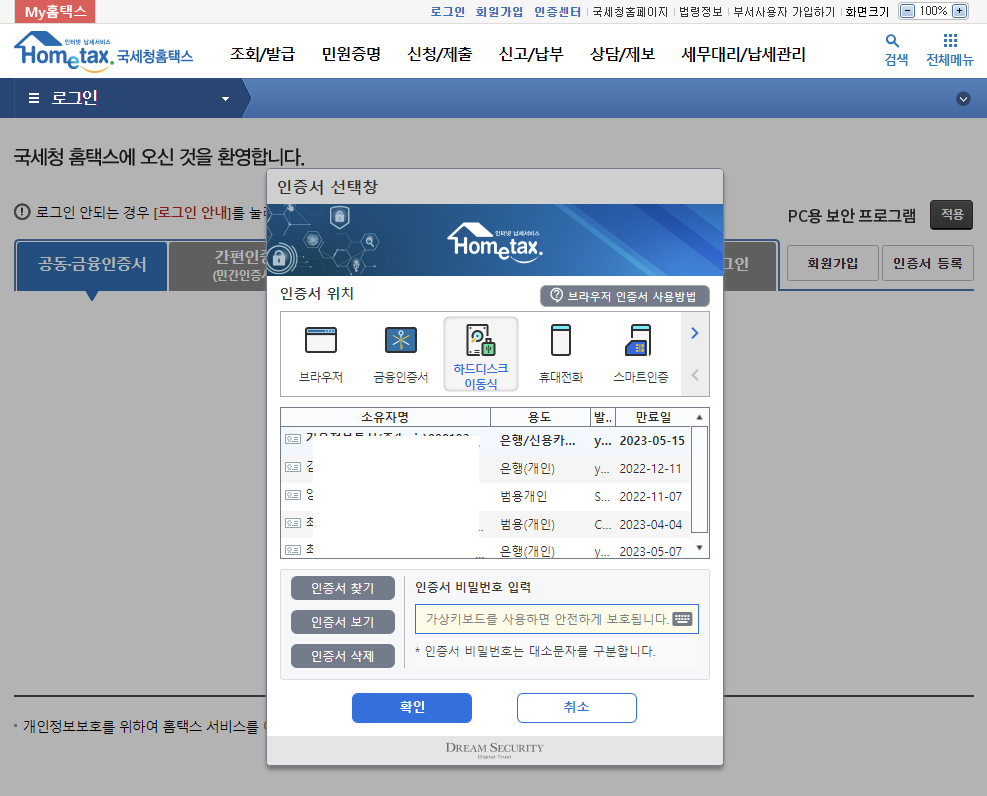 My홈택스
로그인 회원가입 인증센터 국세청홈페이지 법령정보 부서사용자 가입하기 화면크기 100%
인터넷 납세서비스
Hometax. 국세청홈택스
조회/발급 민원증명 신청/제출 신고/납부 상담/제보 세무대리/납세관리
검색 전체메뉴
로그인
국세청 홈택스에 오신 것을 환영합니다.
로그인 안되는 경우 [로그인 안내]를
PC용 보안 프로그램 적용
공동·금융인증서
간편인증
(민간인증서
그인
회원가입 인증서 등록
인증서 선택창
인터넷 납세서비스
Hometax.
인증서 위치
브라우저 인증서 사용방법
브라우저 금융인증서 하드디스크 이동식 휴대전화 스마트인증
소유자명 용도 발.. 만료일
은행/신용카... y... 2023-05-15
은행(개인) y... 2022-12-11
범용개인 S... 2022-11-07
범용(개인) C... 2023-04-04
은행(개인) y... 2023-05-07
인증서 찾기
인증서 보기
인증서 삭제
인증서 비밀번호 입력
가상키보드를 사용하면 안전하게 보호됩니다.
* 인증서 비밀번호는 대소문자를 구분합니다.
확인 취소
DREAM SECURITY
Digital Trust
· 개인정보보호를 위하여 홈택스 서비스를